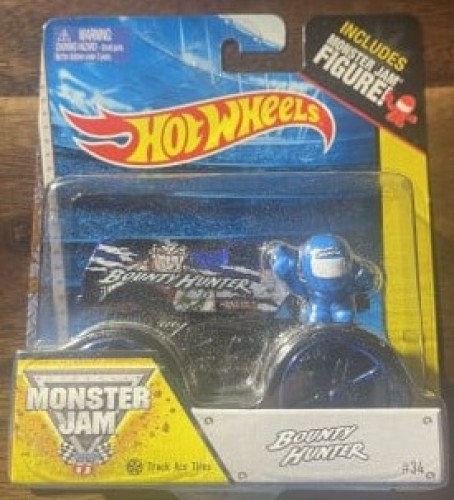 WARNING:
INCLUDES
MONSTER JAM
FIGURE!
HOT WHEELS
BOUNTY HUNTER
MONSTER
JAM
Track Ace Tires
BOUNTY
HUNTER
#34